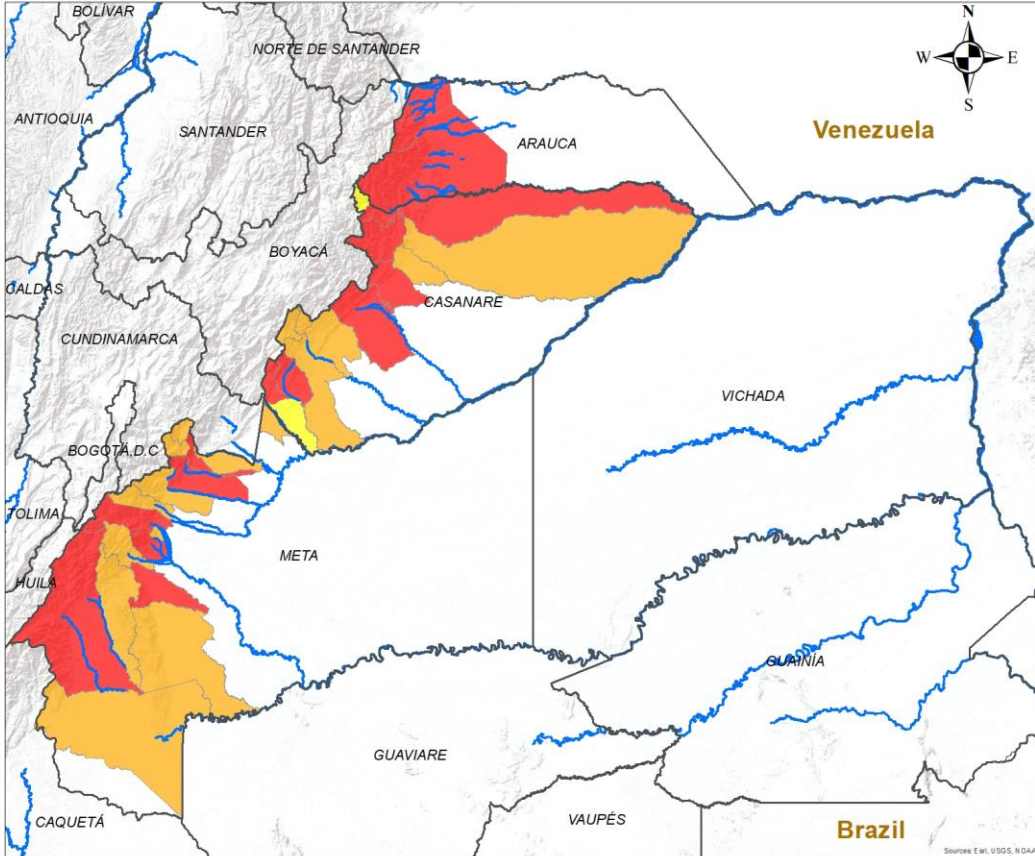 BOLÍVAR
NORTE DE SANTANDER
N
W
E
S
ANTIOQUIA
SANTANDER
ARAUCA
Venezuela
BOYACÁ
CALDAS
CASANARE
CUNDINAMARCA
VICHADA
BOGOTÁ,D.C
TOLIMA
META
HUILA
GUAINÍA
GUAVIARE
CAQUETÁ
VAUPÉS
Brazil
Sources: Esri, USGS, NOAA